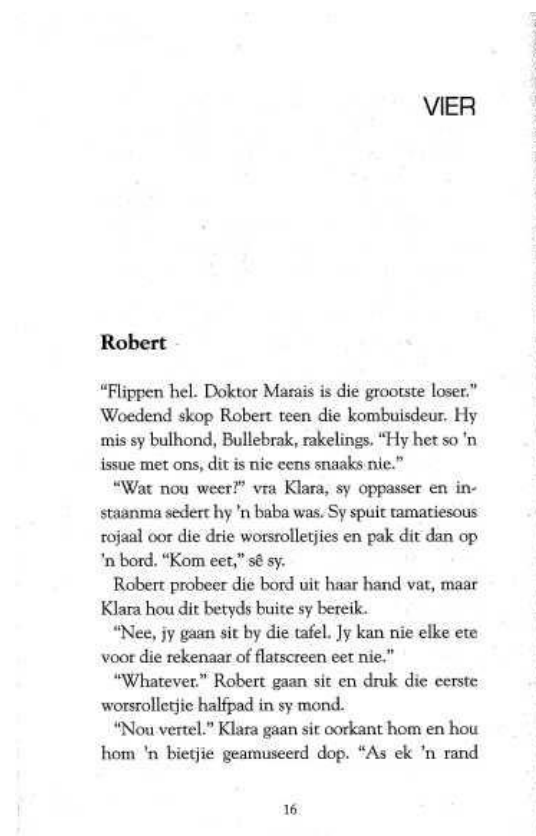 VIER
Robert
“Flippen hel. Doktor Marais is die grootste loser.”
Woedend skop Robert teen die kombuisdeur. Hy
mis sy bulhond, Bullebrak, rakelings. “Hy het so 'n
issue met ons, dit is nie eens snaaks nie.”
“Wat nou weer?” vra Klara, sy oppasser en in-
staanma sedert hy 'n baba was. Sy spuit tamatiesous
rojaal oor die drie worsrolletjies en pak dit dan op
'n bord. “Kom eet,” sê sy.
Robert probeer die bord uit haar hand vat, maar
Klara hou dit betyds buite sy bereik.
“Nee, jy gaan sit by die tafel. Jy kan nie elke ete
voor die rekenaar of flatscreen eet nie.”
“Whatever.” Robert gaan sit en druk die eerste
worsrolletjie halfpad in sy mond.
“Nou vertel.” Klara gaan sit oorkant hom en hou
hom 'n bietjie geamuseerd dop. “As ek 'n rand
16